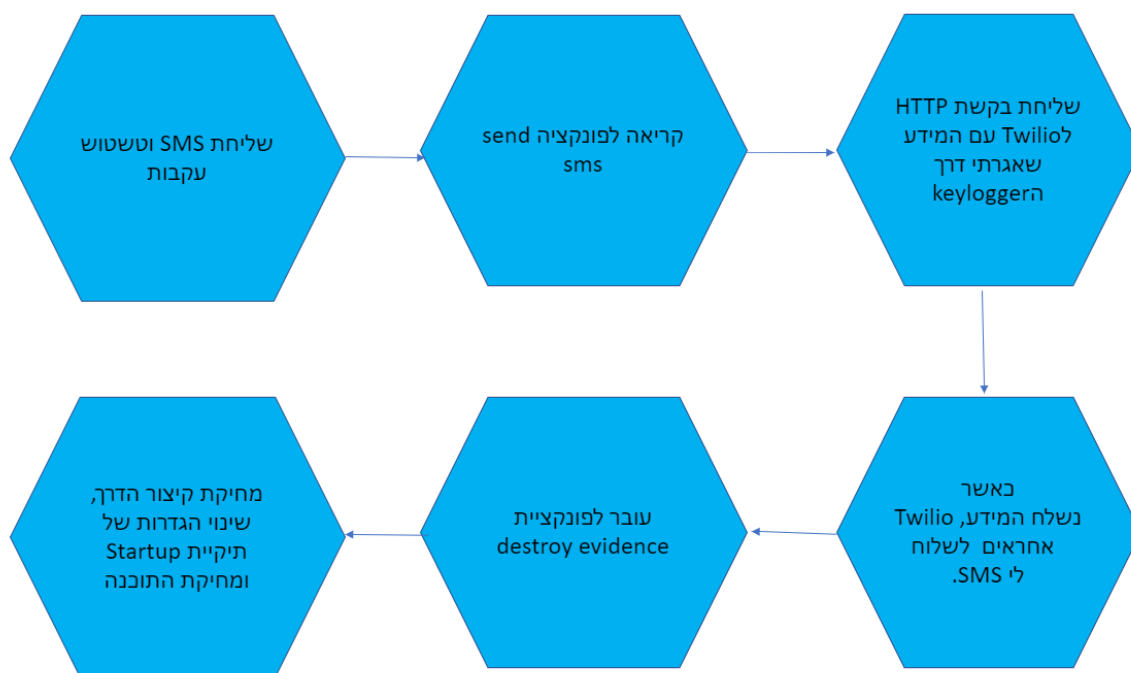 שליחת SMS וטשטוש
עקבות
קריאה לפונקציה send
sms
שליחת בקשת HTTP
לTwilio עם המידע
שאגרתי דרך
הkeylogger
כאשר
נשלח המידע, Twilio
אחראים לשלוח
לי SMS.
עובר לפונקציית
destroy evidence
מחיקת קיצור הדרך,
שינוי הגדרות של
תיקיית Startup
ומחיקת התוכנה